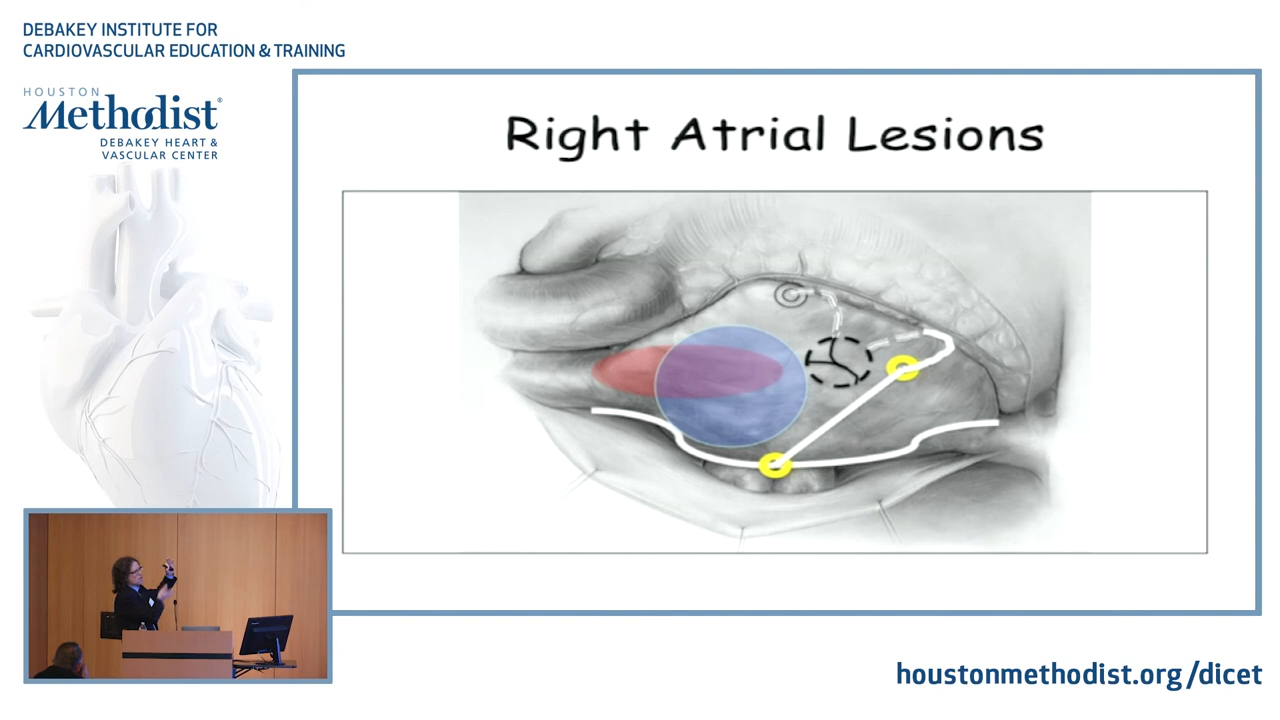 DEBAKEY INSTITUTE FOR
CARDIOVASCULAR EDUCATION & TRAINING
HOUSTON
Methodist®
DEBAKEY HEART &
VASCULAR CENTER
Right Atrial Lesions
houstonmethodist.org/dicet